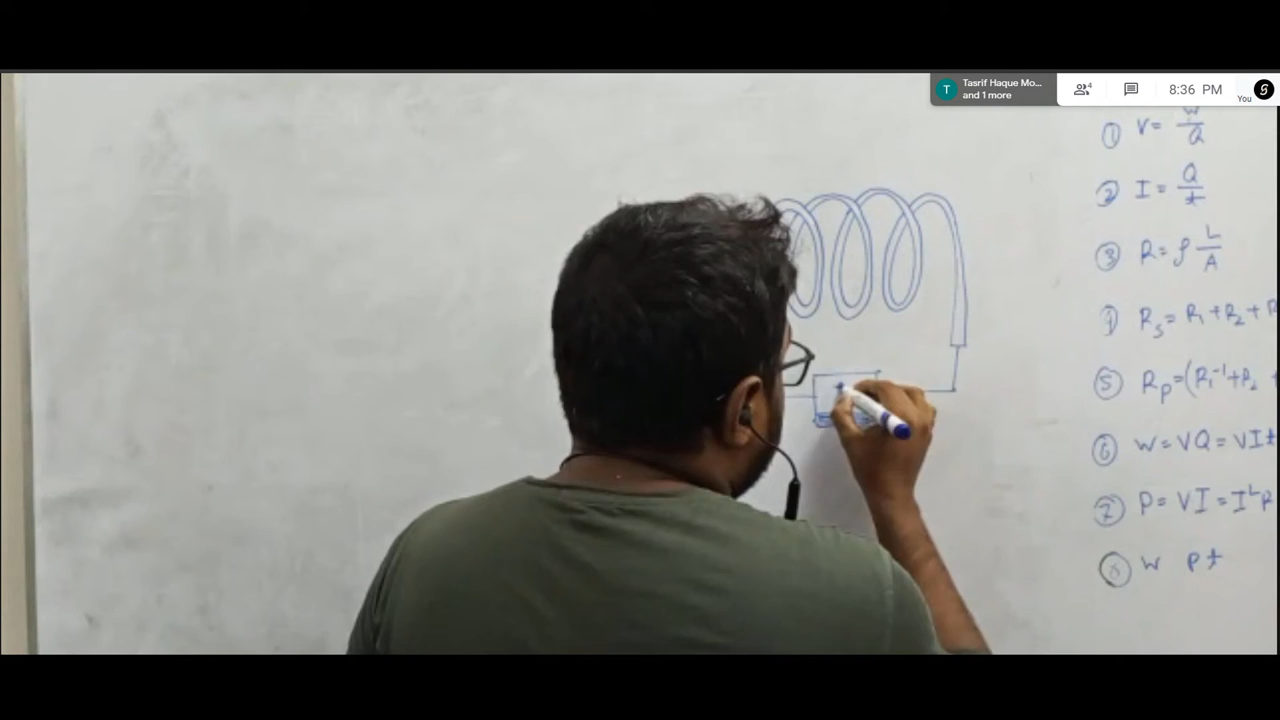 T Tasrif Haque Mo...
and 1 more
4
8:36 PM
You
① V = W/Q
② I = Q/t
③ R = ρ L/A
④ Rs = R1 + R2 + R
⑤ Rp = (R1⁻¹ + R2
⑥ W = VQ = VIt
⑦ P = VI = I²R
⑧ W Pt